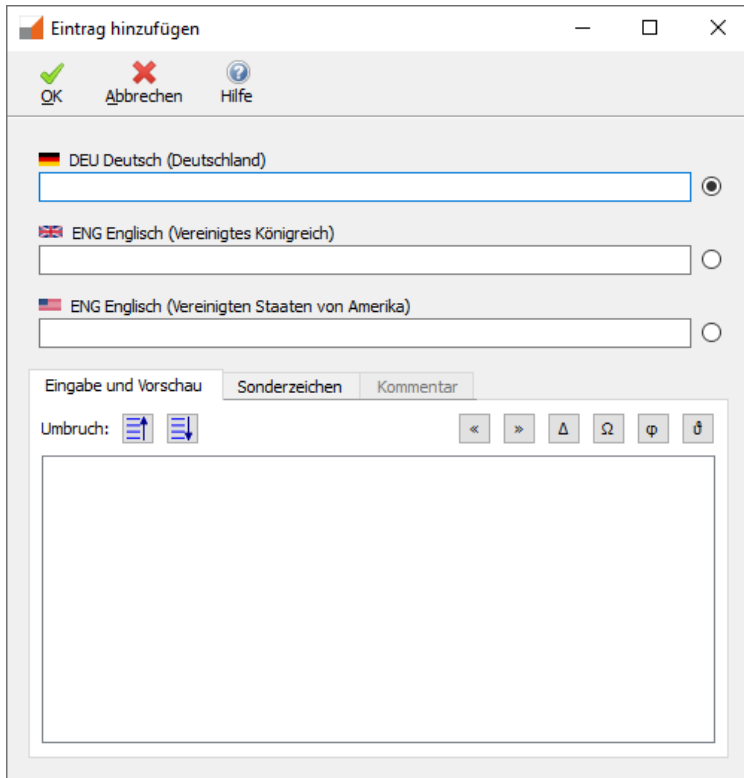 Eintrag hinzufügen
OK Abbrechen Hilfe
DEU Deutsch (Deutschland)
ENG Englisch (Vereinigtes Königreich)
ENG Englisch (Vereinigten Staaten von Amerika)
Eingabe und Vorschau Sonderzeichen Kommentar
Umbruch: « » Δ Ω φ ϑ